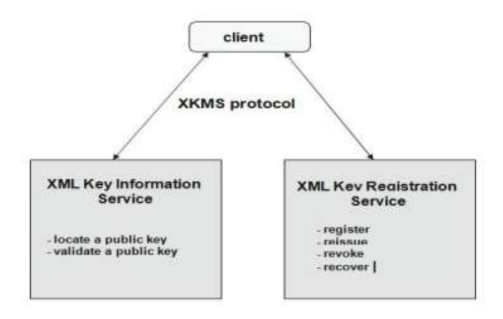 client
XKMS protocol
XML Key Information
Service
- locate a public key
- validate a public key
XML Key Registration
Service
- register
- reissue
- revoke
- recover |